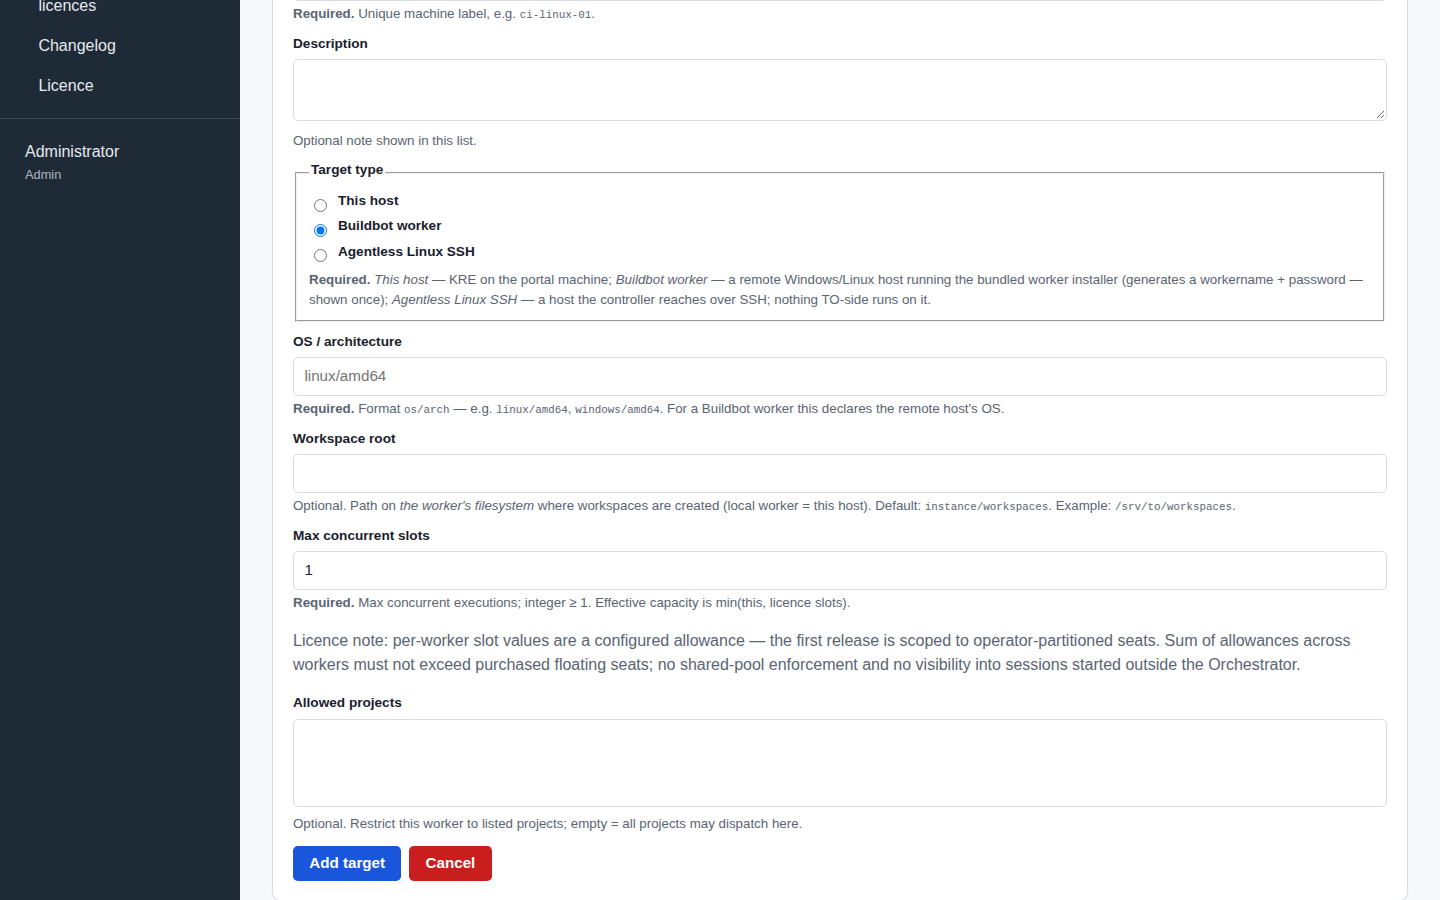 licences
Changelog
Licence
Administrator
Admin
Required. Unique machine label, e.g. ci-linux-01.
Description
Optional note shown in this list.
Target type
This host
Buildbot worker
Agentless Linux SSH
Required. This host — KRE on the portal machine; Buildbot worker — a remote Windows/Linux host running the bundled worker installer (generates a workername + password —
shown once); Agentless Linux SSH — a host the controller reaches over SSH; nothing TO-side runs on it.
OS / architecture
linux/amd64
Required. Format os/arch — e.g. linux/amd64, windows/amd64. For a Buildbot worker this declares the remote host's OS.
Workspace root
Optional. Path on the worker's filesystem where workspaces are created (local worker = this host). Default: instance/workspaces. Example: /srv/to/workspaces.
Max concurrent slots
1
Required. Max concurrent executions; integer ≥ 1. Effective capacity is min(this, licence slots).
Licence note: per-worker slot values are a configured allowance — the first release is scoped to operator-partitioned seats. Sum of allowances across
workers must not exceed purchased floating seats; no shared-pool enforcement and no visibility into sessions started outside the Orchestrator.
Allowed projects
Optional. Restrict this worker to listed projects; empty = all projects may dispatch here.
Add target
Cancel